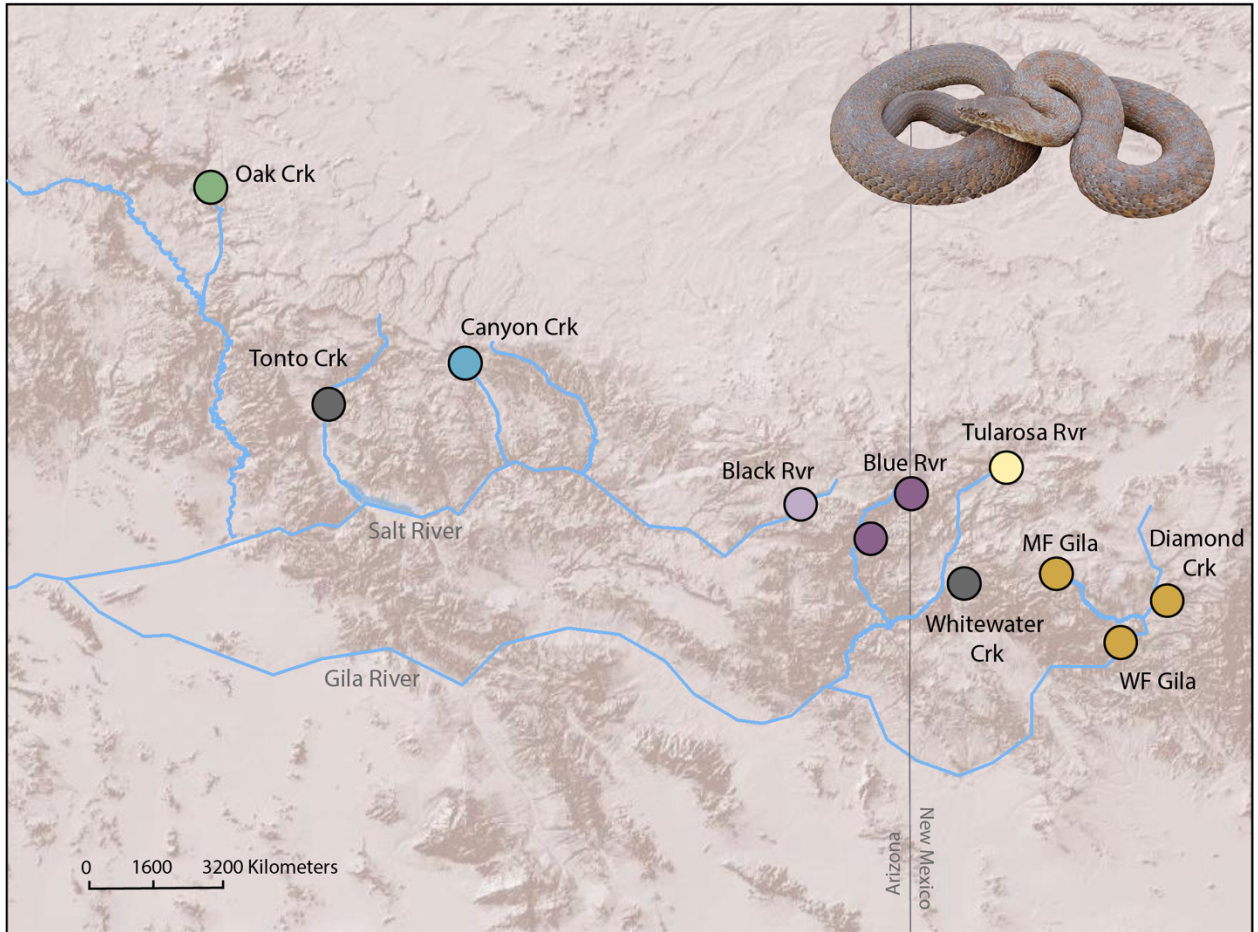 Oak Crk
Canyon Crk
Tonto Crk
Tularosa Rvr
Black Rvr
Blue Rvr
Salt River
MF Gila
Diamond
Crk
Whitewater
Crk
Gila River
WF Gila
0 1600 3200 Kilometers
Arizona
New Mexico